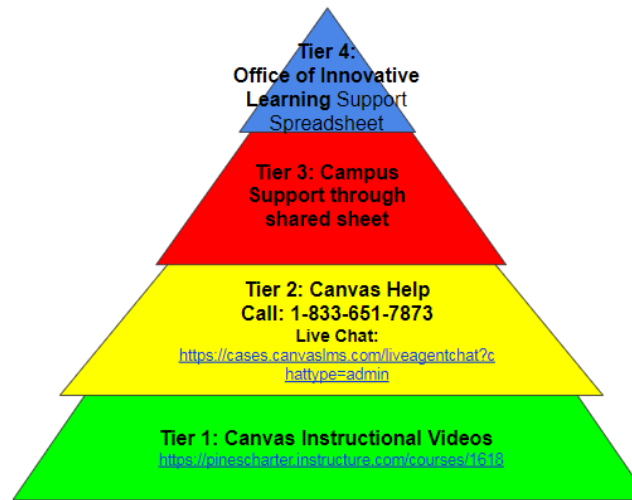 Tier 4:
Office of Innovative
Learning Support
Spreadsheet
Tier 3: Campus
Support through
shared sheet
Tier 2: Canvas Help
Call: 1-833-651-7873
Live Chat:
https://cases.canvaslms.com/liveagentchat?c
hattype=admin
Tier 1: Canvas Instructional Videos
https://pinescharter.instructure.com/courses/1618